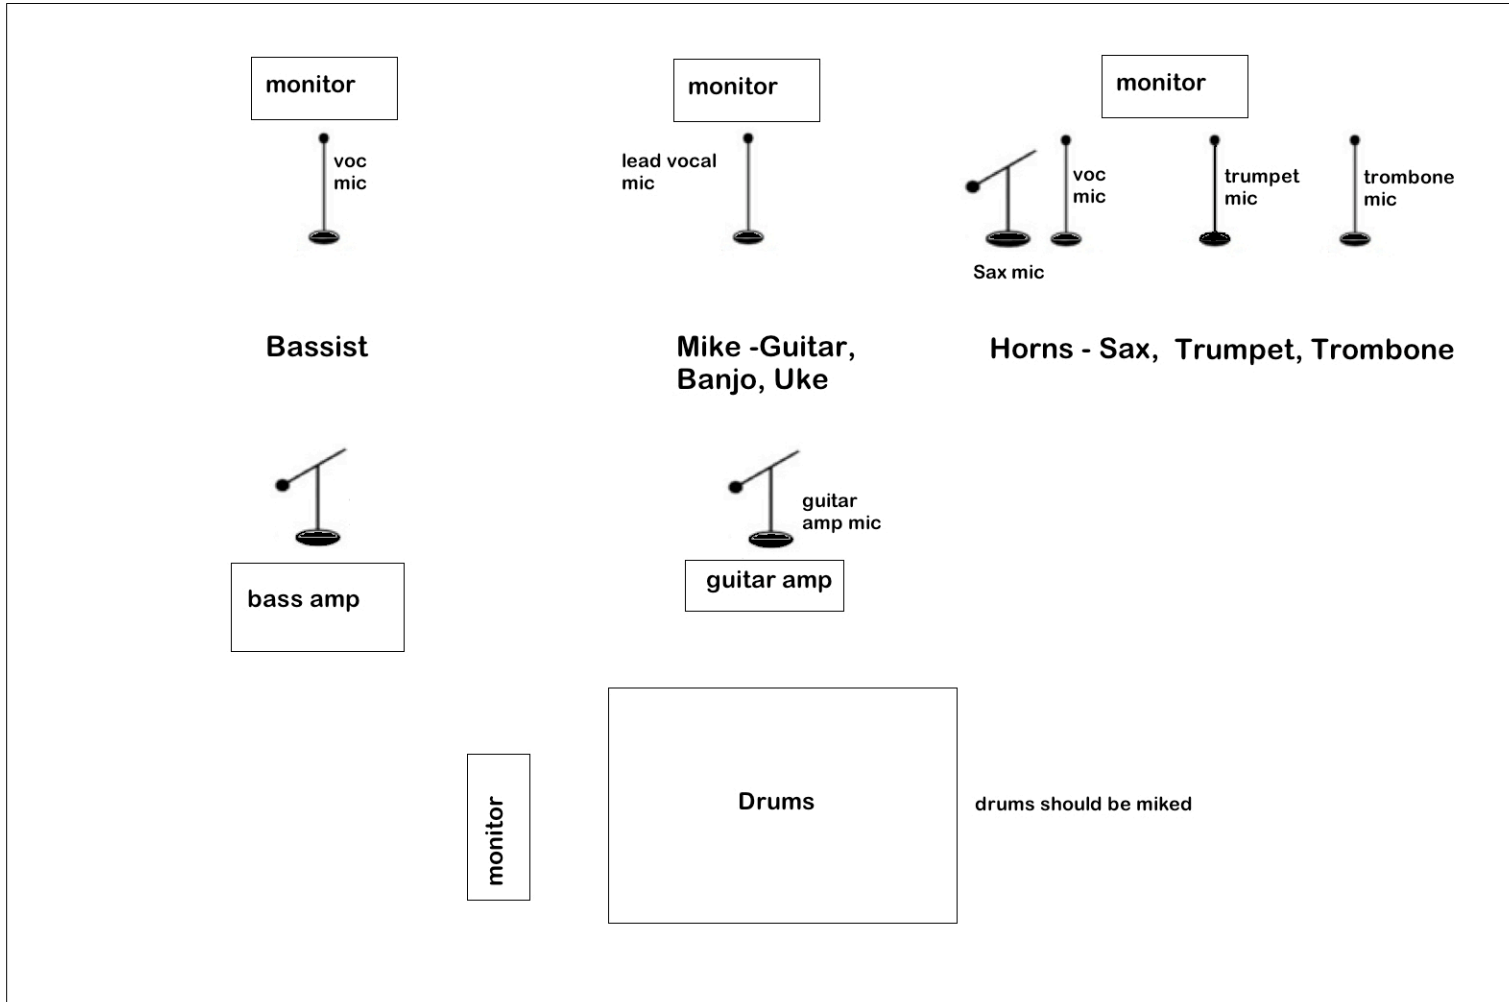 monitor
monitor
monitor
voc
mic
lead vocal
mic
voc
mic
trumpet
mic
trombone
mic
Sax mic
Bassist
Mike -Guitar,
Banjo, Uke
Horns - Sax, Trumpet, Trombone
guitar
amp mic
bass amp
guitar amp
monitor
Drums
drums should be miked